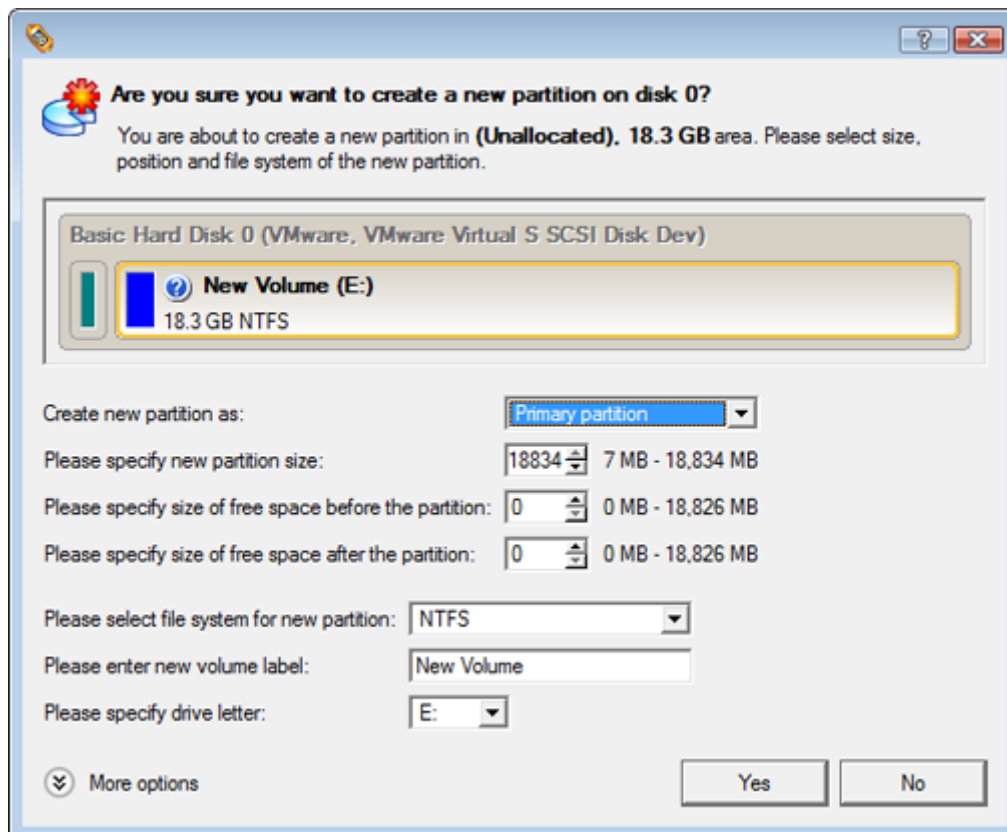 Are you sure you want to create a new partition on disk 0?
You are about to create a new partition in (Unallocated), 18.3 GB area. Please select size,
position and file system of the new partition.
Basic Hard Disk 0 (VMware, VMware Virtual S SCSI Disk Dev)
New Volume (E:)
18.3 GB NTFS
Create new partition as: Primary partition
Please specify new partition size: 18834 7 MB - 18,834 MB
Please specify size of free space before the partition: 0 0 MB - 18,826 MB
Please specify size of free space after the partition: 0 0 MB - 18,826 MB
Please select file system for new partition: NTFS
Please enter new volume label: New Volume
Please specify drive letter: E:
More options Yes No